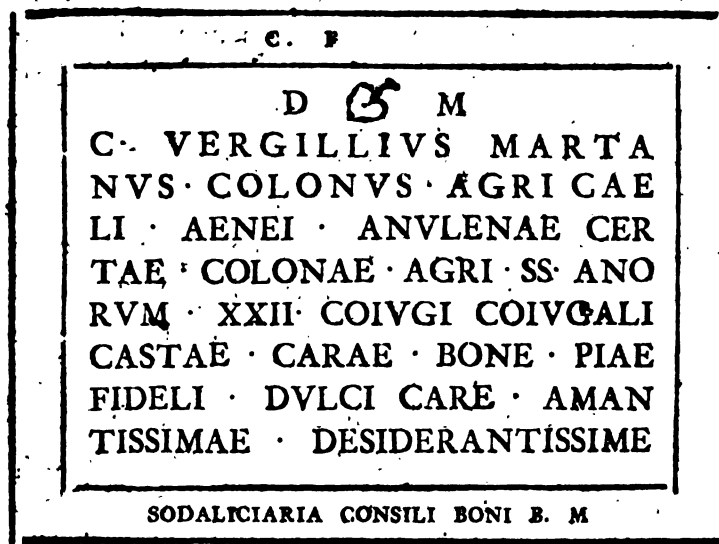 C. F
D M
C. VERGILLIVS MARTA
NVS · COLONVS · AGRI CAE
LI · AENEI · ANVLENAE CER
TAE · COLONAE · AGRI · SS · ANO
RVM · XXII · COIVGI COIVGALI
CASTAE · CARAE · BONE · PIAE
FIDELI · DVLCI CARE · AMAN
TISSIMAE · DESIDERANTISSIME
SODALICIARIA CONSILI BONI B. M